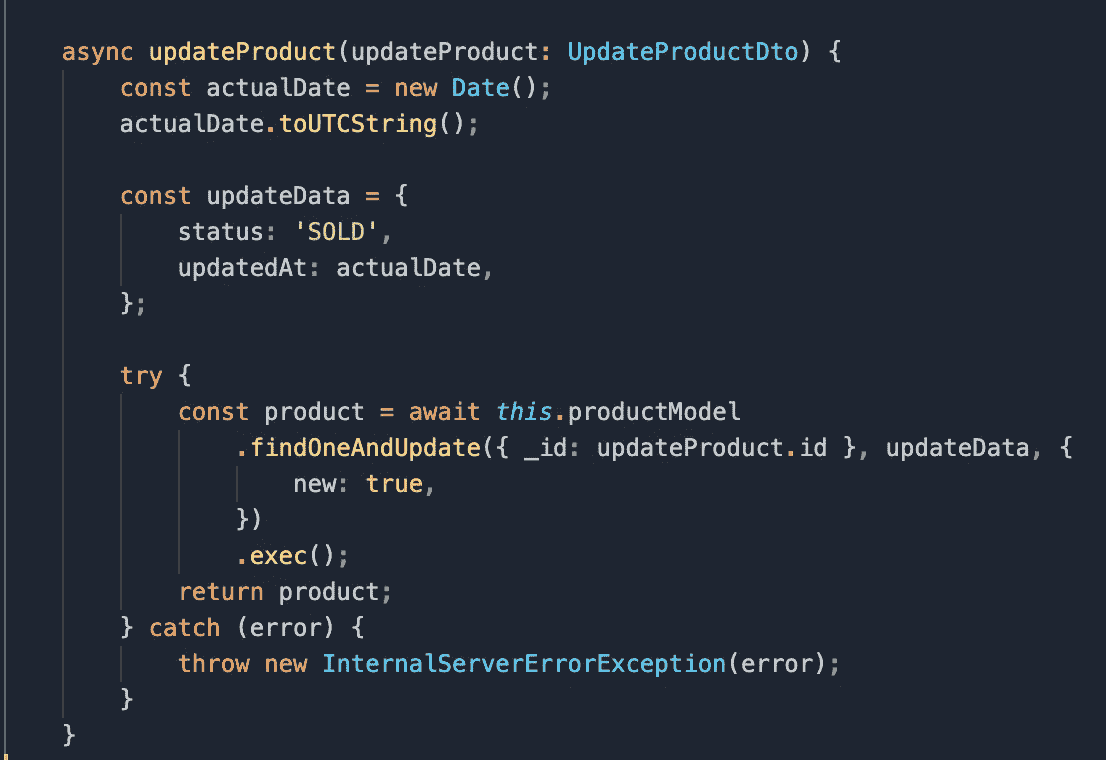 async updateProduct(updateProduct: UpdateProductDto) {
const actualDate = new Date();
actualDate.toUTCString();
const updateData = {
status: 'SOLD',
updatedAt: actualDate,
};
try {
const product = await this.productModel
.findOneAndUpdate({ _id: updateProduct.id }, updateData, {
new: true,
})
.exec();
return product;
} catch (error) {
throw new InternalServerErrorException(error);
}
}